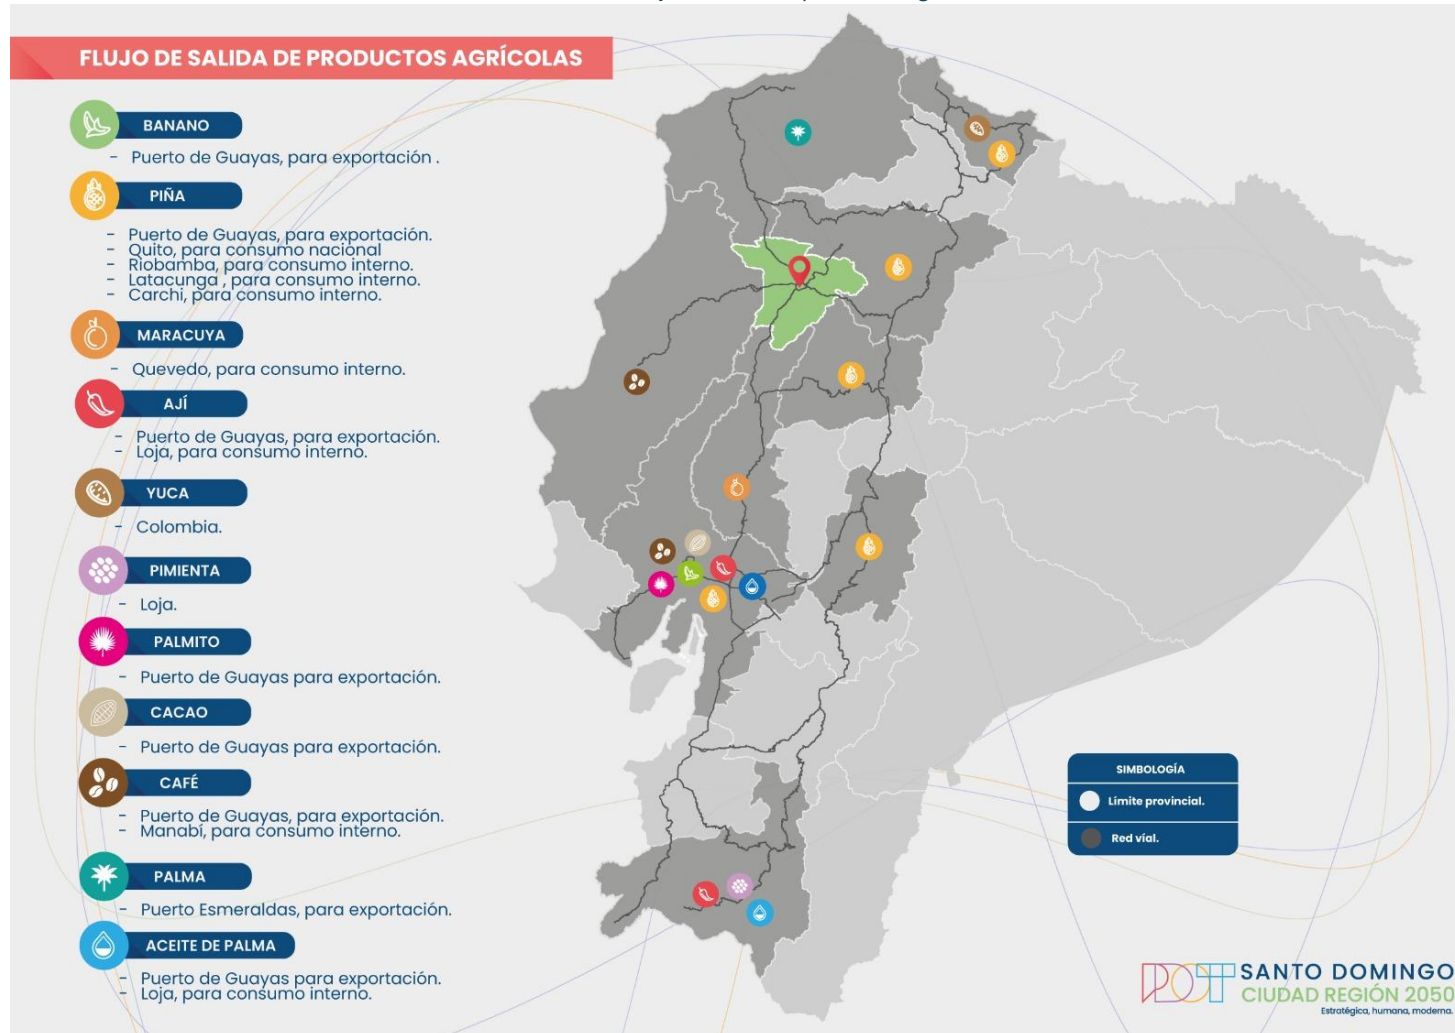 FLUJO DE SALIDA DE PRODUCTOS AGRÍCOLAS
BANANO
- Puerto de Guayas, para exportación .
PIÑA
- Puerto de Guayas, para exportación.
- Quito, para consumo nacional
- Riobamba, para consumo interno.
- Latacunga , para consumo interno.
- Carchi, para consumo interno.
MARACUYA
- Quevedo, para consumo interno.
AJÍ
- Puerto de Guayas, para exportación.
- Loja, para consumo interno.
YUCA
- Colombia.
PIMIENTA
- Loja.
PALMITO
- Puerto de Guayas para exportación.
CACAO
- Puerto de Guayas para exportación.
CAFÉ
- Puerto de Guayas, para exportación.
- Manabí, para consumo interno.
PALMA
- Puerto Esmeraldas, para exportación.
ACEITE DE PALMA
- Puerto de Guayas para exportación.
- Loja, para consumo interno.
SIMBOLOGÍA
Límite provincial.
Red víal.
PDOT SANTO DOMINGO
CIUDAD REGIÓN 2050
Estratégica, humana, moderna.